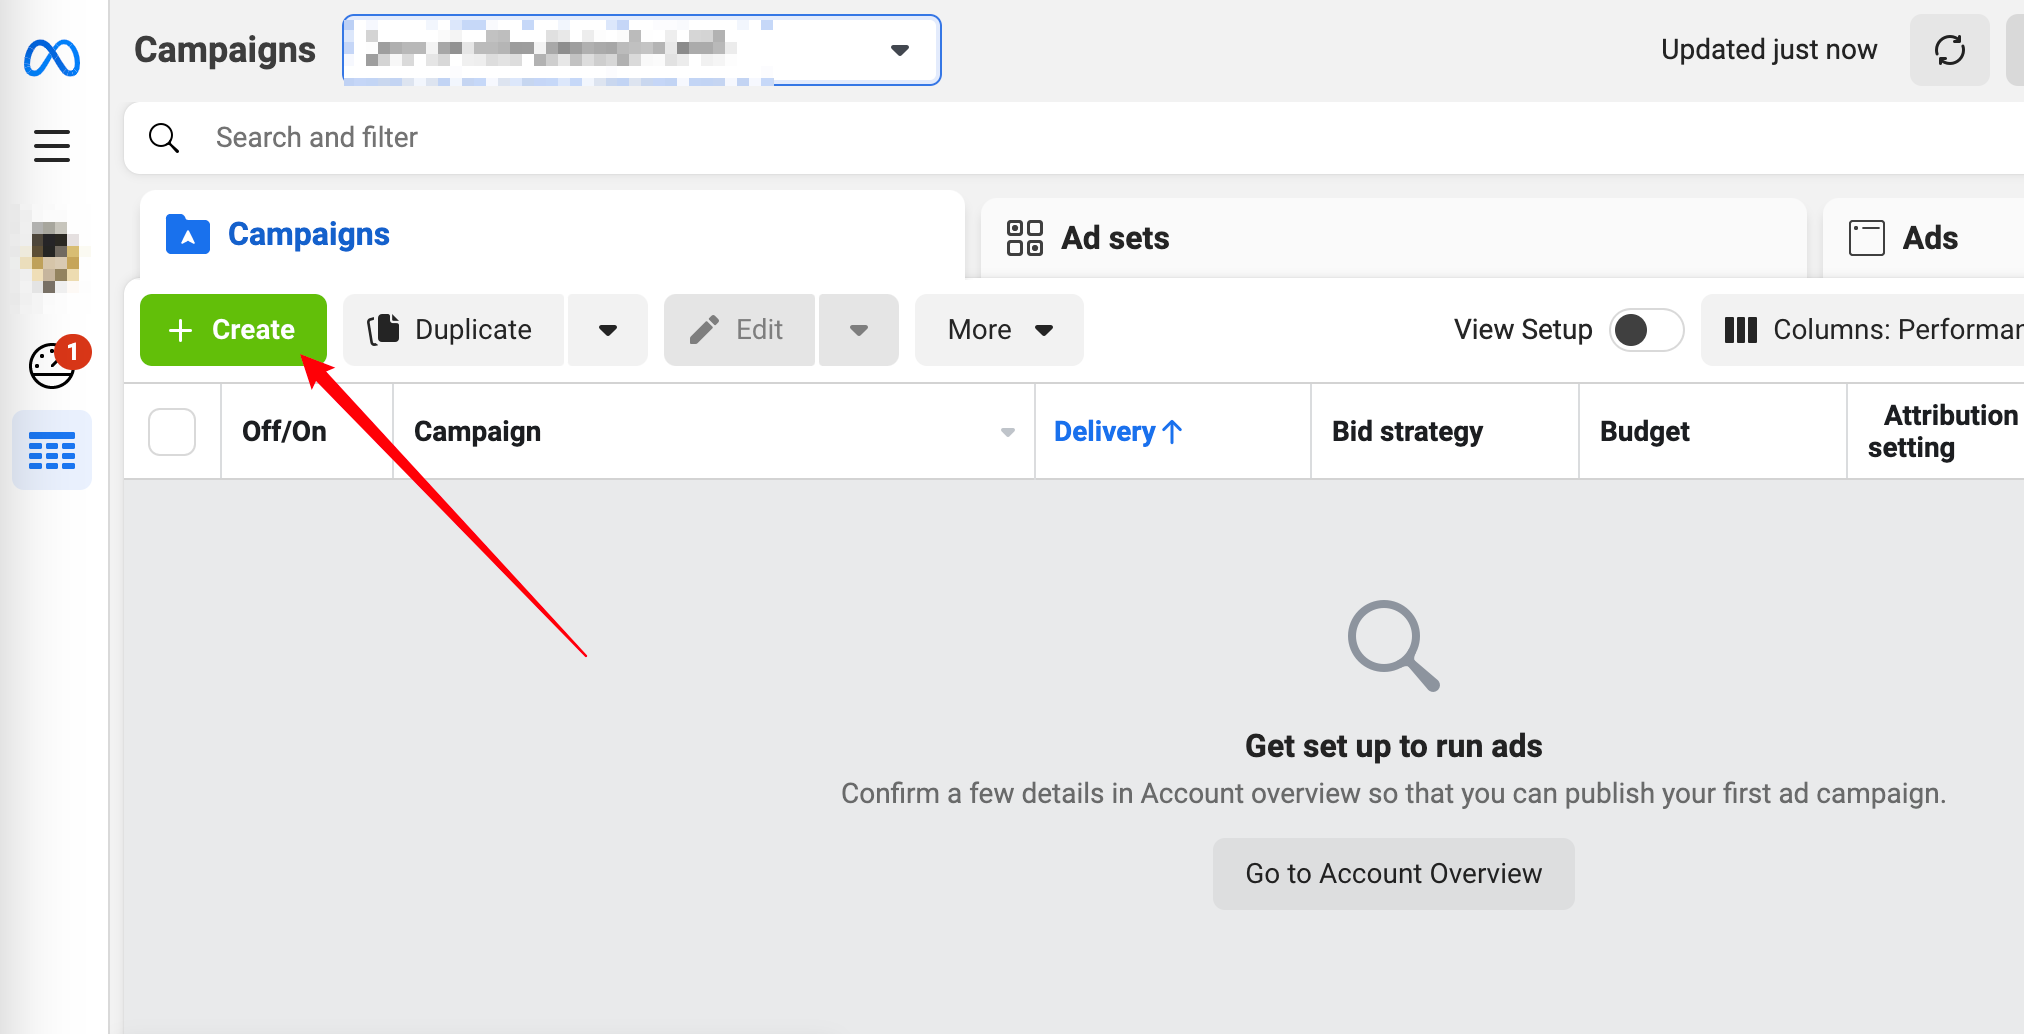 Campaigns
Updated just now
Search and filter
Campaigns
Ad sets
Ads
Create
Duplicate
Edit
More
View Setup
Columns: Performan
1
Off/On
Campaign
Delivery
Bid strategy
Budget
Attribution
setting
Get set up to run ads
Confirm a few details in Account overview so that you can publish your first ad campaign.
Go to Account Overview